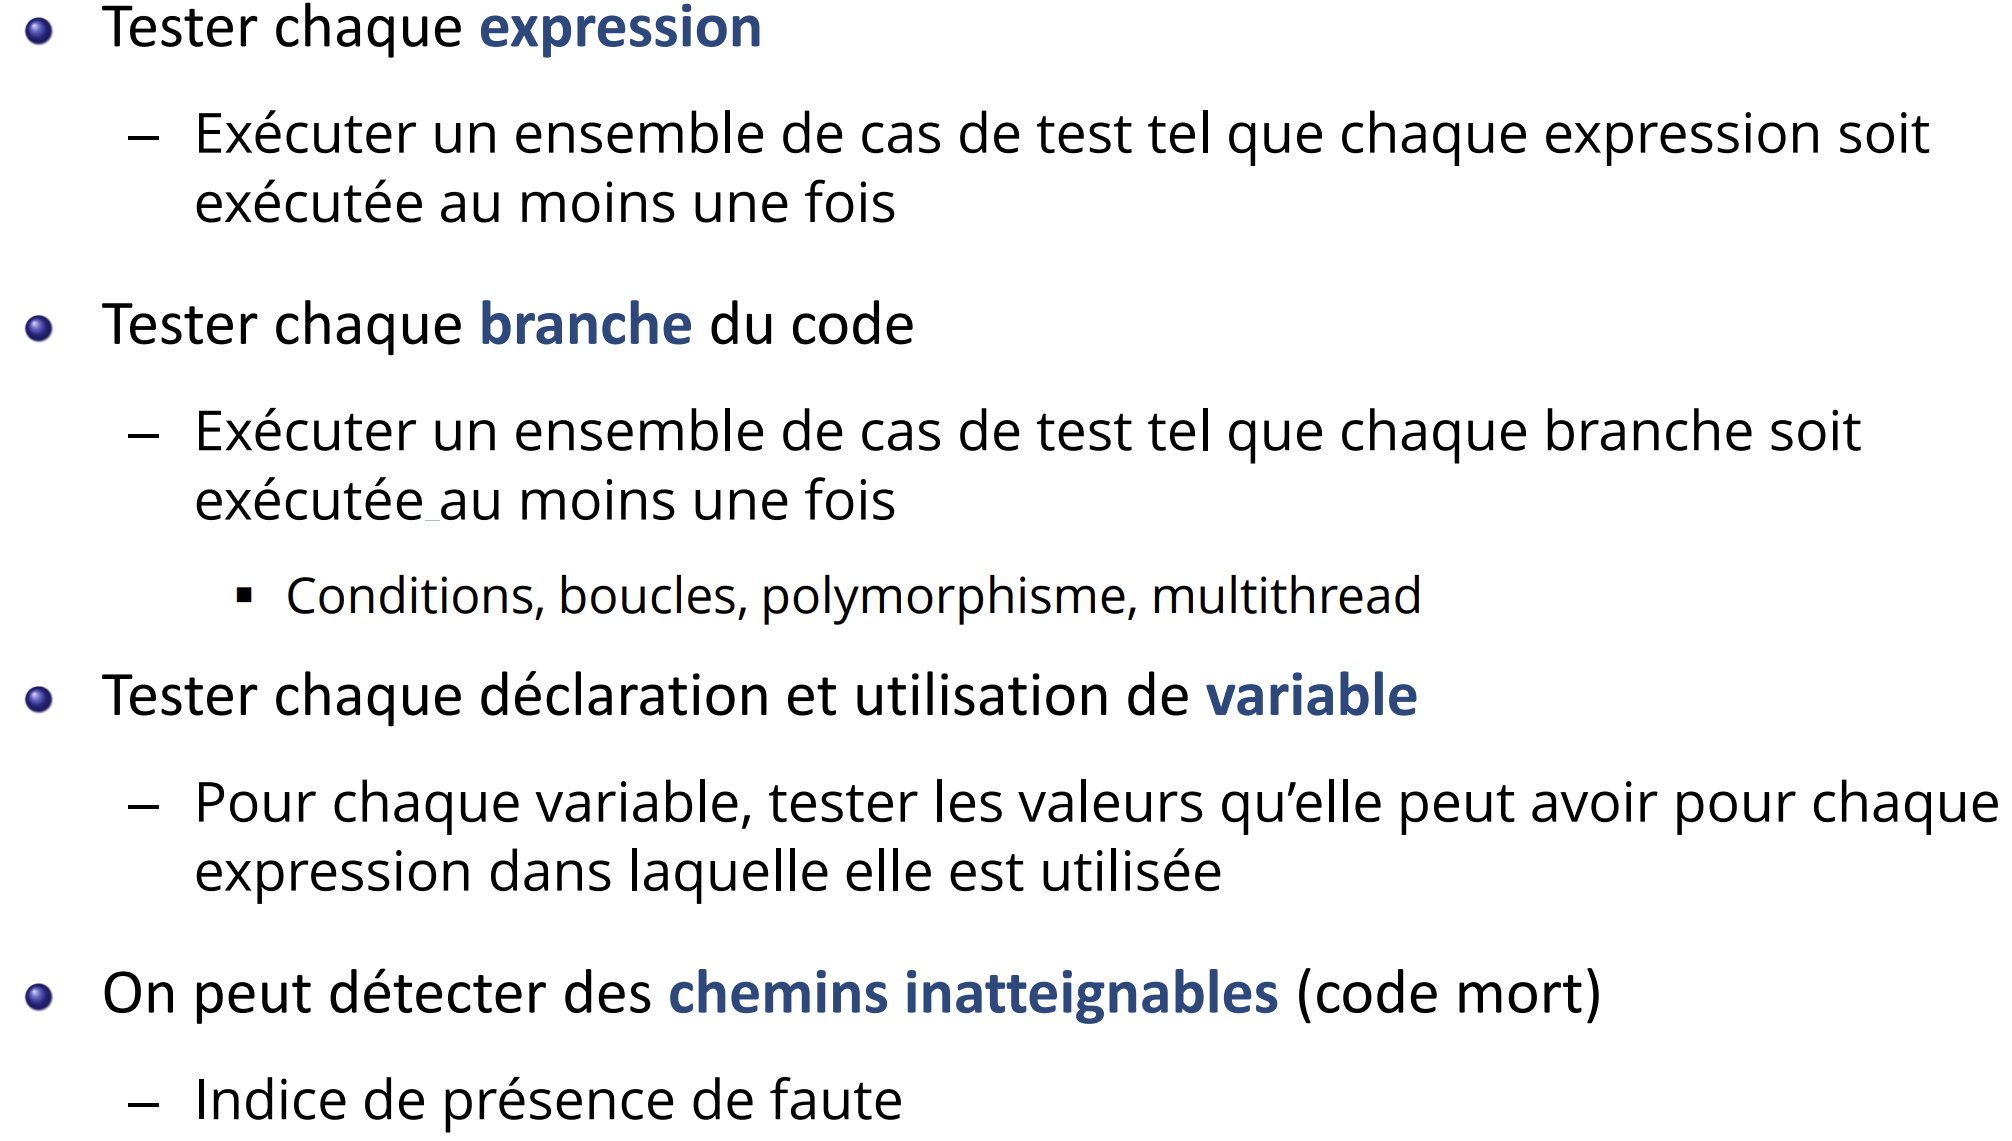 Tester chaque expression
– Exécuter un ensemble de cas de test tel que chaque expression soit
exécutée au moins une fois
Tester chaque branche du code
– Exécuter un ensemble de cas de test tel que chaque branche soit
exécutée au moins une fois
▪ Conditions, boucles, polymorphisme, multithread
Tester chaque déclaration et utilisation de variable
– Pour chaque variable, tester les valeurs qu’elle peut avoir pour chaque
expression dans laquelle elle est utilisée
On peut détecter des chemins inatteignables (code mort)
– Indice de présence de faute